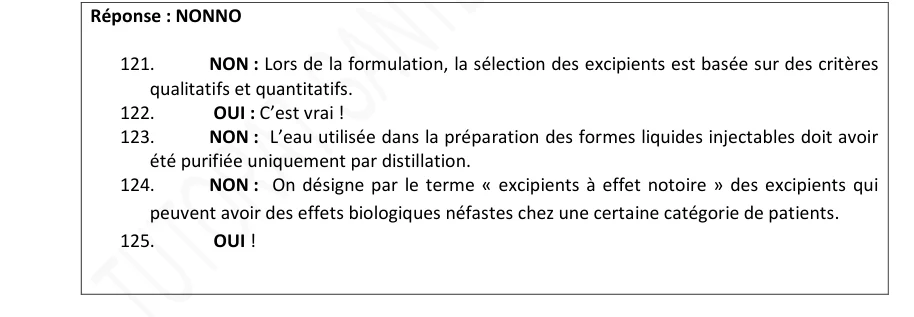 Réponse : NONNO
121. NON : Lors de la formulation, la sélection des excipients est basée sur des critères
qualitatifs et quantitatifs.
122. OUI : C'est vrai !
123. NON : L'eau utilisée dans la préparation des formes liquides injectables doit avoir
été purifiée uniquement par distillation.
124. NON : On désigne par le terme « excipients à effet notoire » des excipients qui
peuvent avoir des effets biologiques néfastes chez une certaine catégorie de patients.
125. OUI !